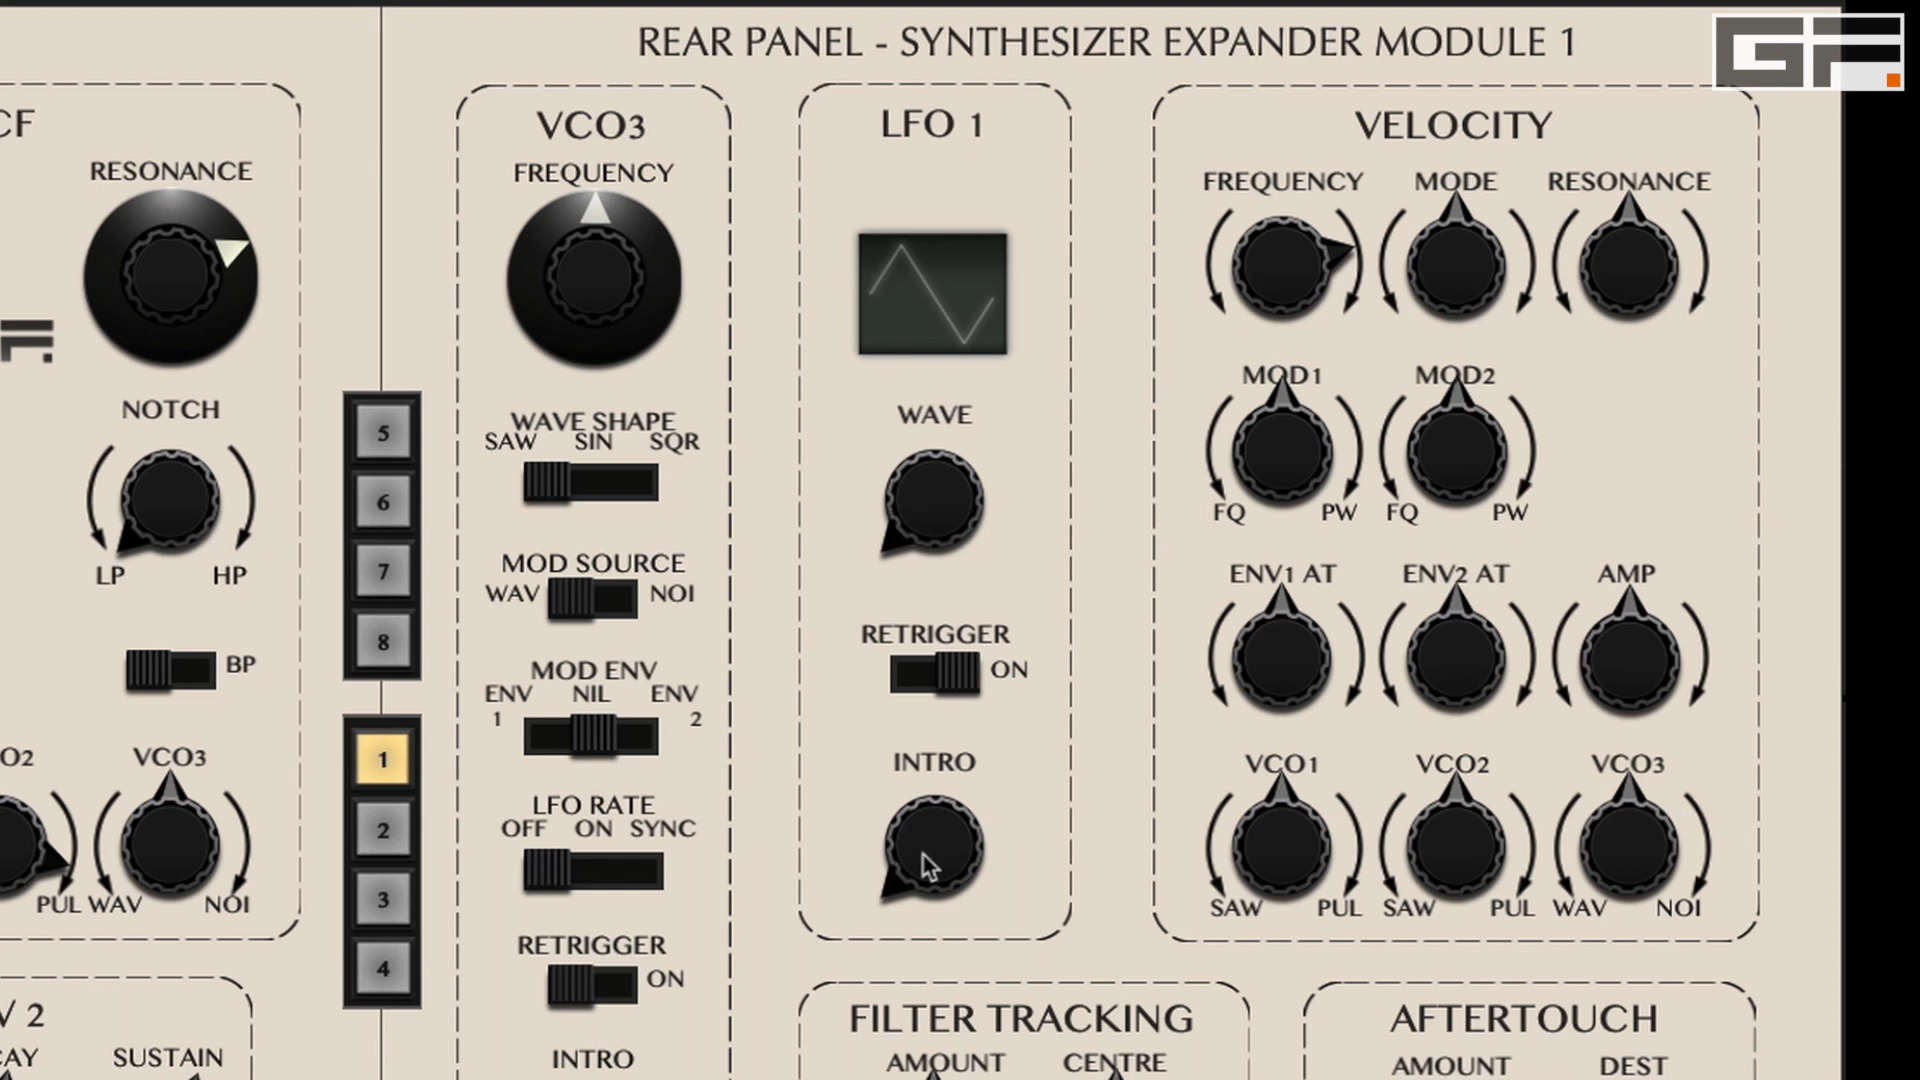 REAR PANEL - SYNTHESIZER EXPANDER MODULE 1
GF.
CF
RESONANCE
NOTCH
LP HP
BP
O2 VCO3
PUL WAV NOI
V 2
CAY SUSTAIN
5
6
7
8
1
2
3
4
VCO3
FREQUENCY
WAVE SHAPE
SAW SIN SQR
MOD SOURCE
WAV NOI
MOD ENV
ENV NIL ENV
1 2
LFO RATE
OFF ON SYNC
RETRIGGER
ON
INTRO
LFO 1
WAVE
RETRIGGER
ON
INTRO
VELOCITY
FREQUENCY MODE RESONANCE
MOD1 MOD2
FQ PW FQ PW
ENV1 AT ENV2 AT AMP
VCO1 VCO2 VCO3
SAW PUL SAW PUL WAV NOI
FILTER TRACKING
AMOUNT CENTRE
AFTERTOUCH
AMOUNT DEST